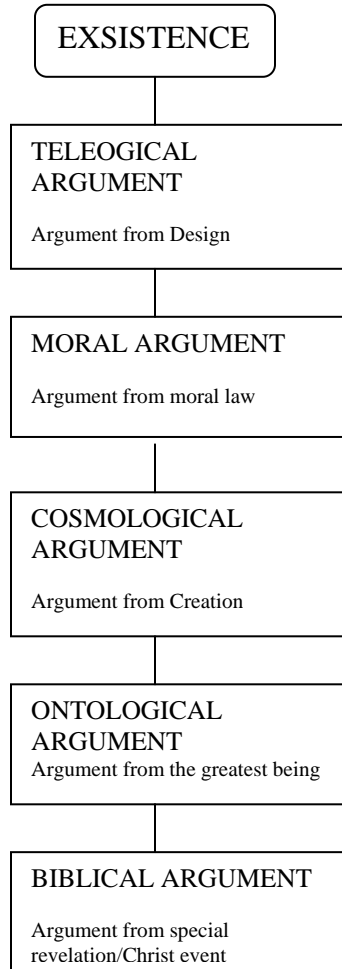 EXSISTENCE
TELEOGICAL
ARGUMENT
Argument from Design
MORAL ARGUMENT
Argument from moral law
COSMOLOGICAL
ARGUMENT
Argument from Creation
ONTOLOGICAL
ARGUMENT
Argument from the greatest being
BIBLICAL ARGUMENT
Argument from special
revelation/Christ event